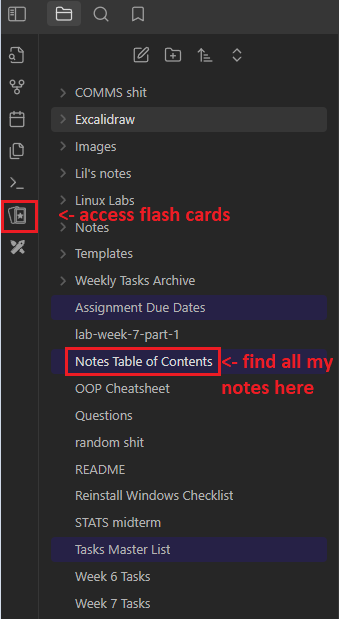 COMMS shit
Excalidraw
Images
Lil's notes
Linux Labs
<- access flash cards
Notes
Templates
Weekly Tasks Archive
Assignment Due Dates
lab-week-7-part-1
Notes Table of Contents
<- find all my
notes here
OOP Cheatsheet
Questions
random shit
README
Reinstall Windows Checklist
STATS midterm
Tasks Master List
Week 6 Tasks
Week 7 Tasks